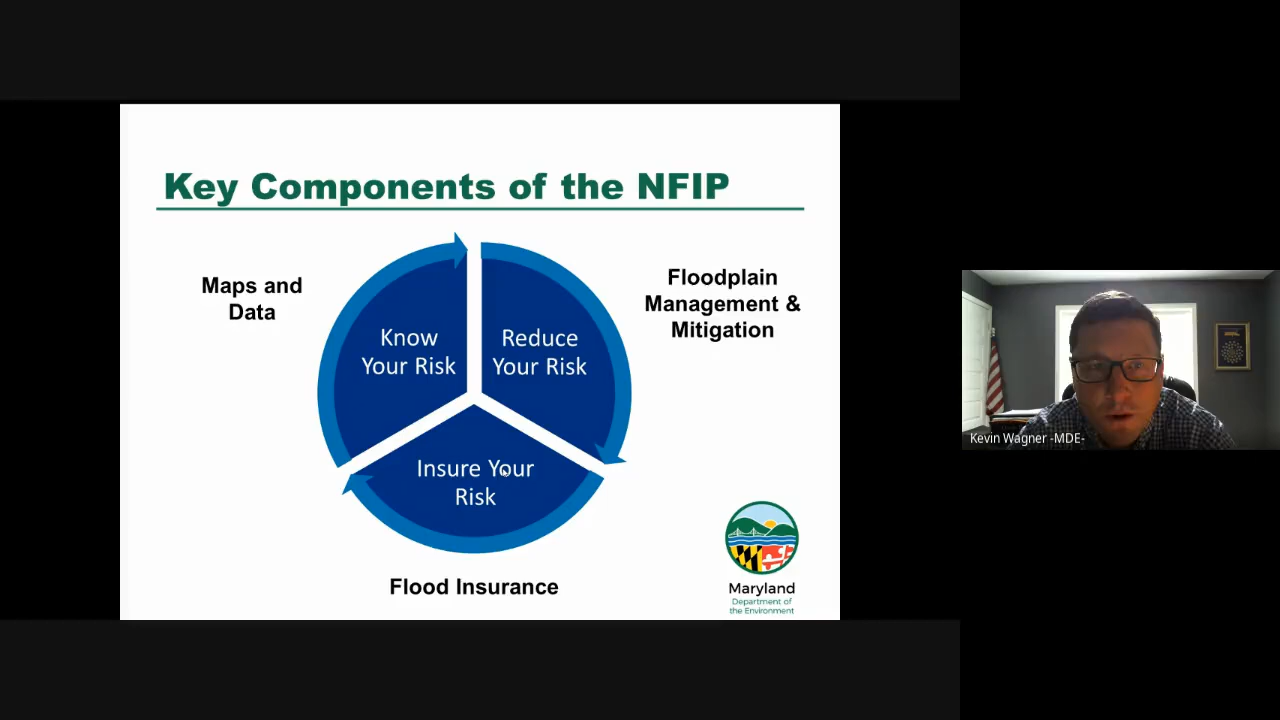 Key Components of the NFIP
Maps and
Data
Know
Your Risk
Reduce
Your Risk
Floodplain
Management &
Mitigation
Insure Your
Risk
Flood Insurance
Maryland
Department of
the Environment
Kevin Wagner -MDE-